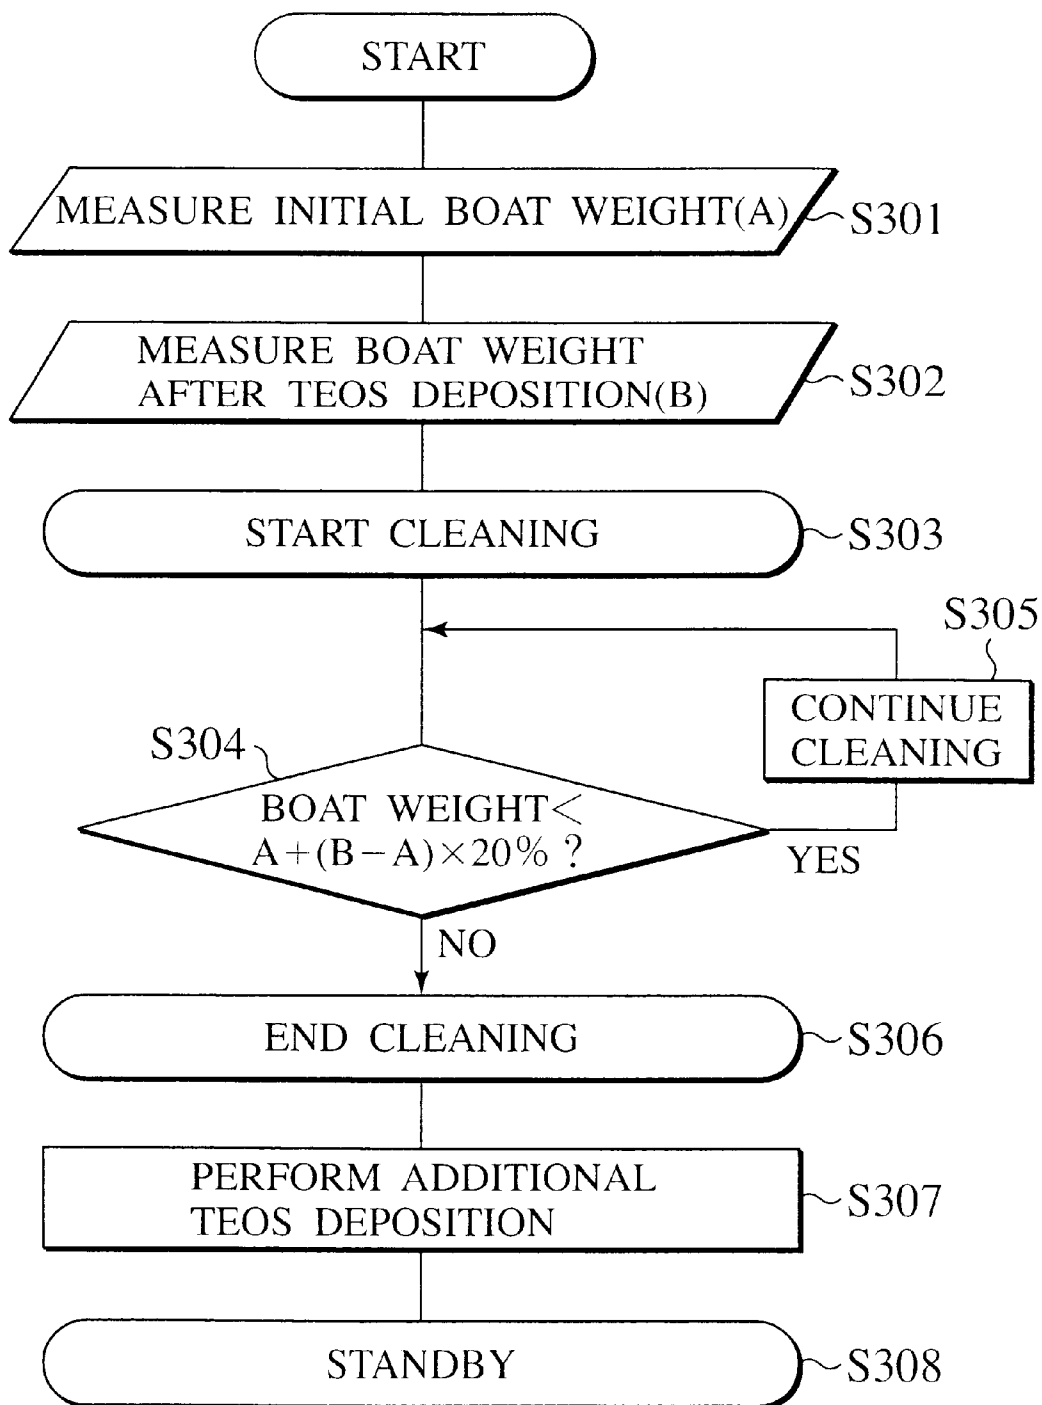 START
MEASURE INITIAL BOAT WEIGHT(A)
S301
MEASURE BOAT WEIGHT
AFTER TEOS DEPOSITION(B)
S302
START CLEANING
S303
S305
CONTINUE
CLEANING
S304
BOAT WEIGHT<
A+(B-A)×20% ?
YES
NO
END CLEANING
S306
PERFORM ADDITIONAL
TEOS DEPOSITION
S307
STANDBY
S308